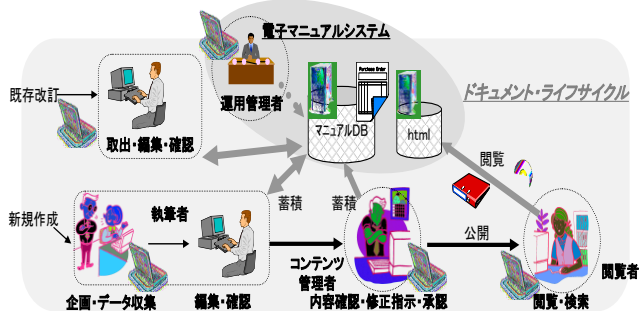 電子マニュアルシステム
Purchase Order
ドキュメント・ライフサイクル
既存改訂
運用管理者
マニュアルDB
html
取出・編集・確認
閲覧
新規作成
執筆者
蓄積
蓄積
公開
コンテンツ
管理者
閲覧者
企画・データ収集
編集・確認
内容確認・修正指示・承認
閲覧・検索